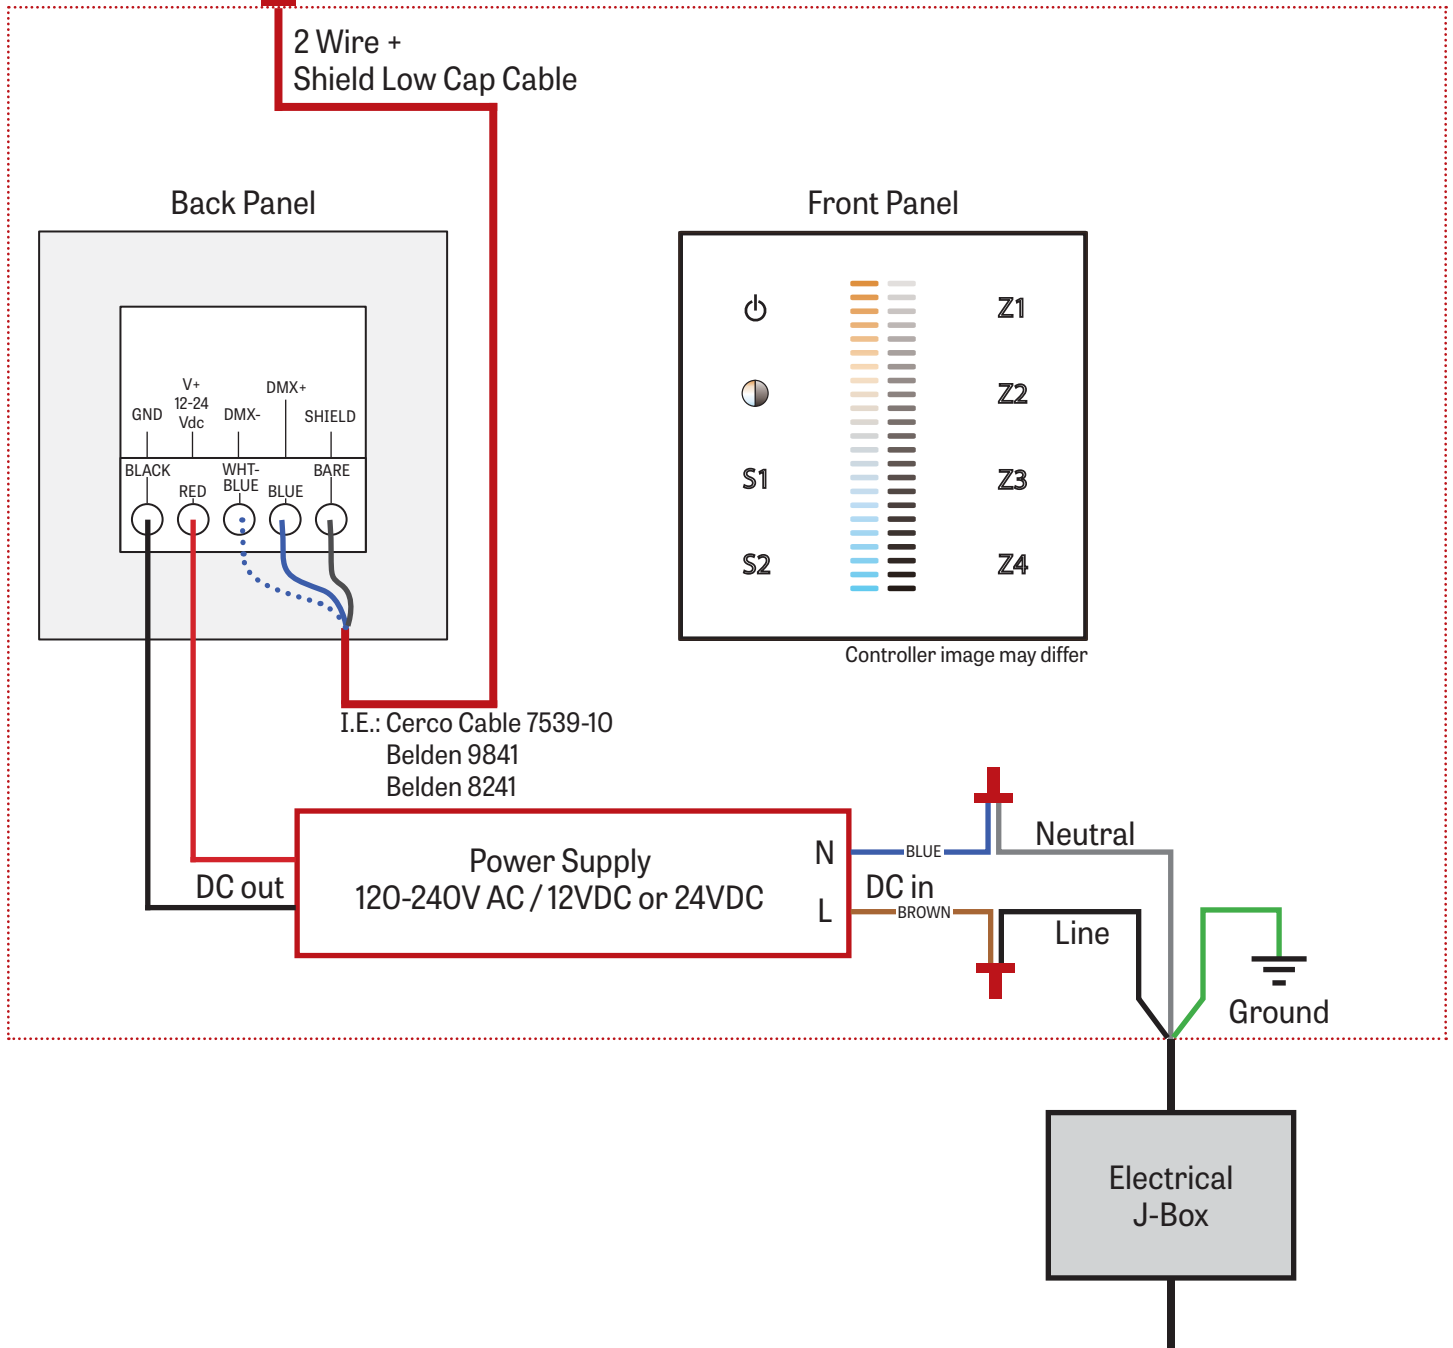 2 Wire +
Shield Low Cap Cable
Back Panel
Front Panel
GND
V+
12-24
Vdc
DMX-
DMX+
SHIELD
BLACK
RED
WHT-
BLUE
BLUE
BARE
Z1
Z2
S1
Z3
S2
Z4
Controller image may differ
I.E.: Cerco Cable 7539-10
Belden 9841
Belden 8241
Power Supply
120-240V AC / 12VDC or 24VDC
DC out
N
L
BLUE
DC in
BROWN
Neutral
Line
Ground
Electrical
J-Box